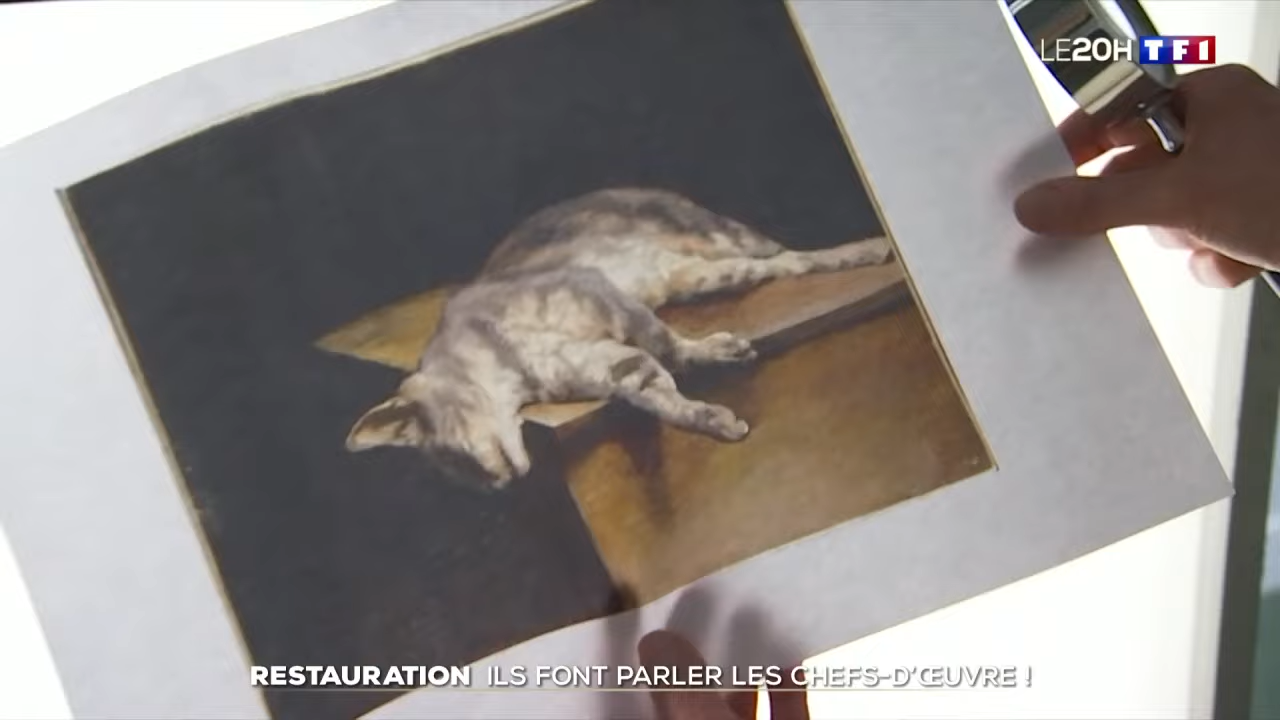 LE20H TF1
RESTAURATION ILS FONT PARLER LES CHEFS-D'ŒUVRE !